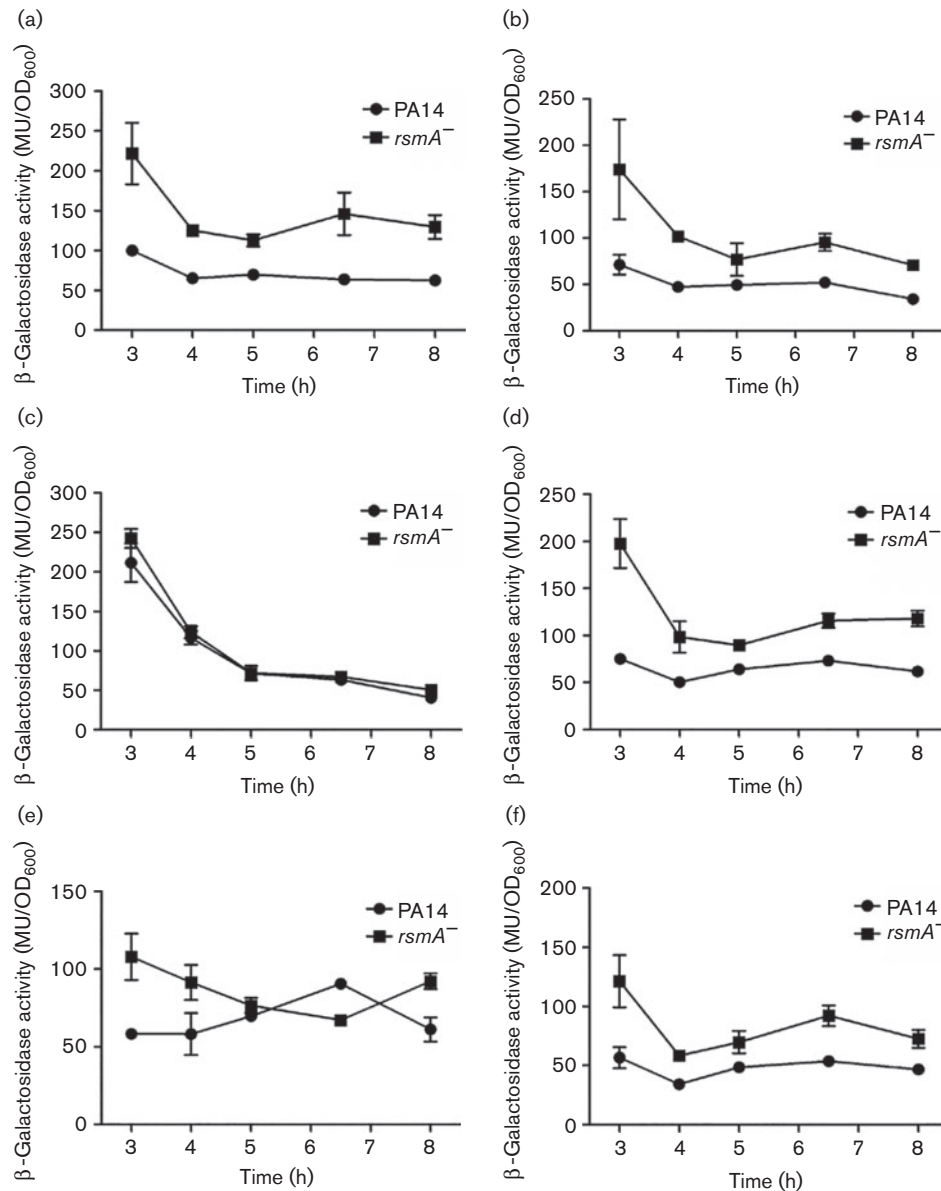 (a)
β-Galactosidase activity (MU/OD600)
300
250
200
150
100
50
0
PA14
rsmA−
3 4 5 6 7 8
Time (h)
(b)
β-Galactosidase activity (MU/OD600)
250
200
150
100
50
0
PA14
rsmA−
3 4 5 6 7 8
Time (h)
(c)
β-Galactosidase activity (MU/OD600)
300
250
200
150
100
50
0
PA14
rsmA−
3 4 5 6 7 8
Time (h)
(d)
β-Galactosidase activity (MU/OD600)
250
200
150
100
50
0
PA14
rsmA−
3 4 5 6 7 8
Time (h)
(e)
β-Galactosidase activity (MU/OD600)
150
100
50
0
PA14
rsmA−
3 4 5 6 7 8
Time (h)
(f)
β-Galactosidase activity (MU/OD600)
200
150
100
50
0
PA14
rsmA−
3 4 5 6 7 8
Time (h)